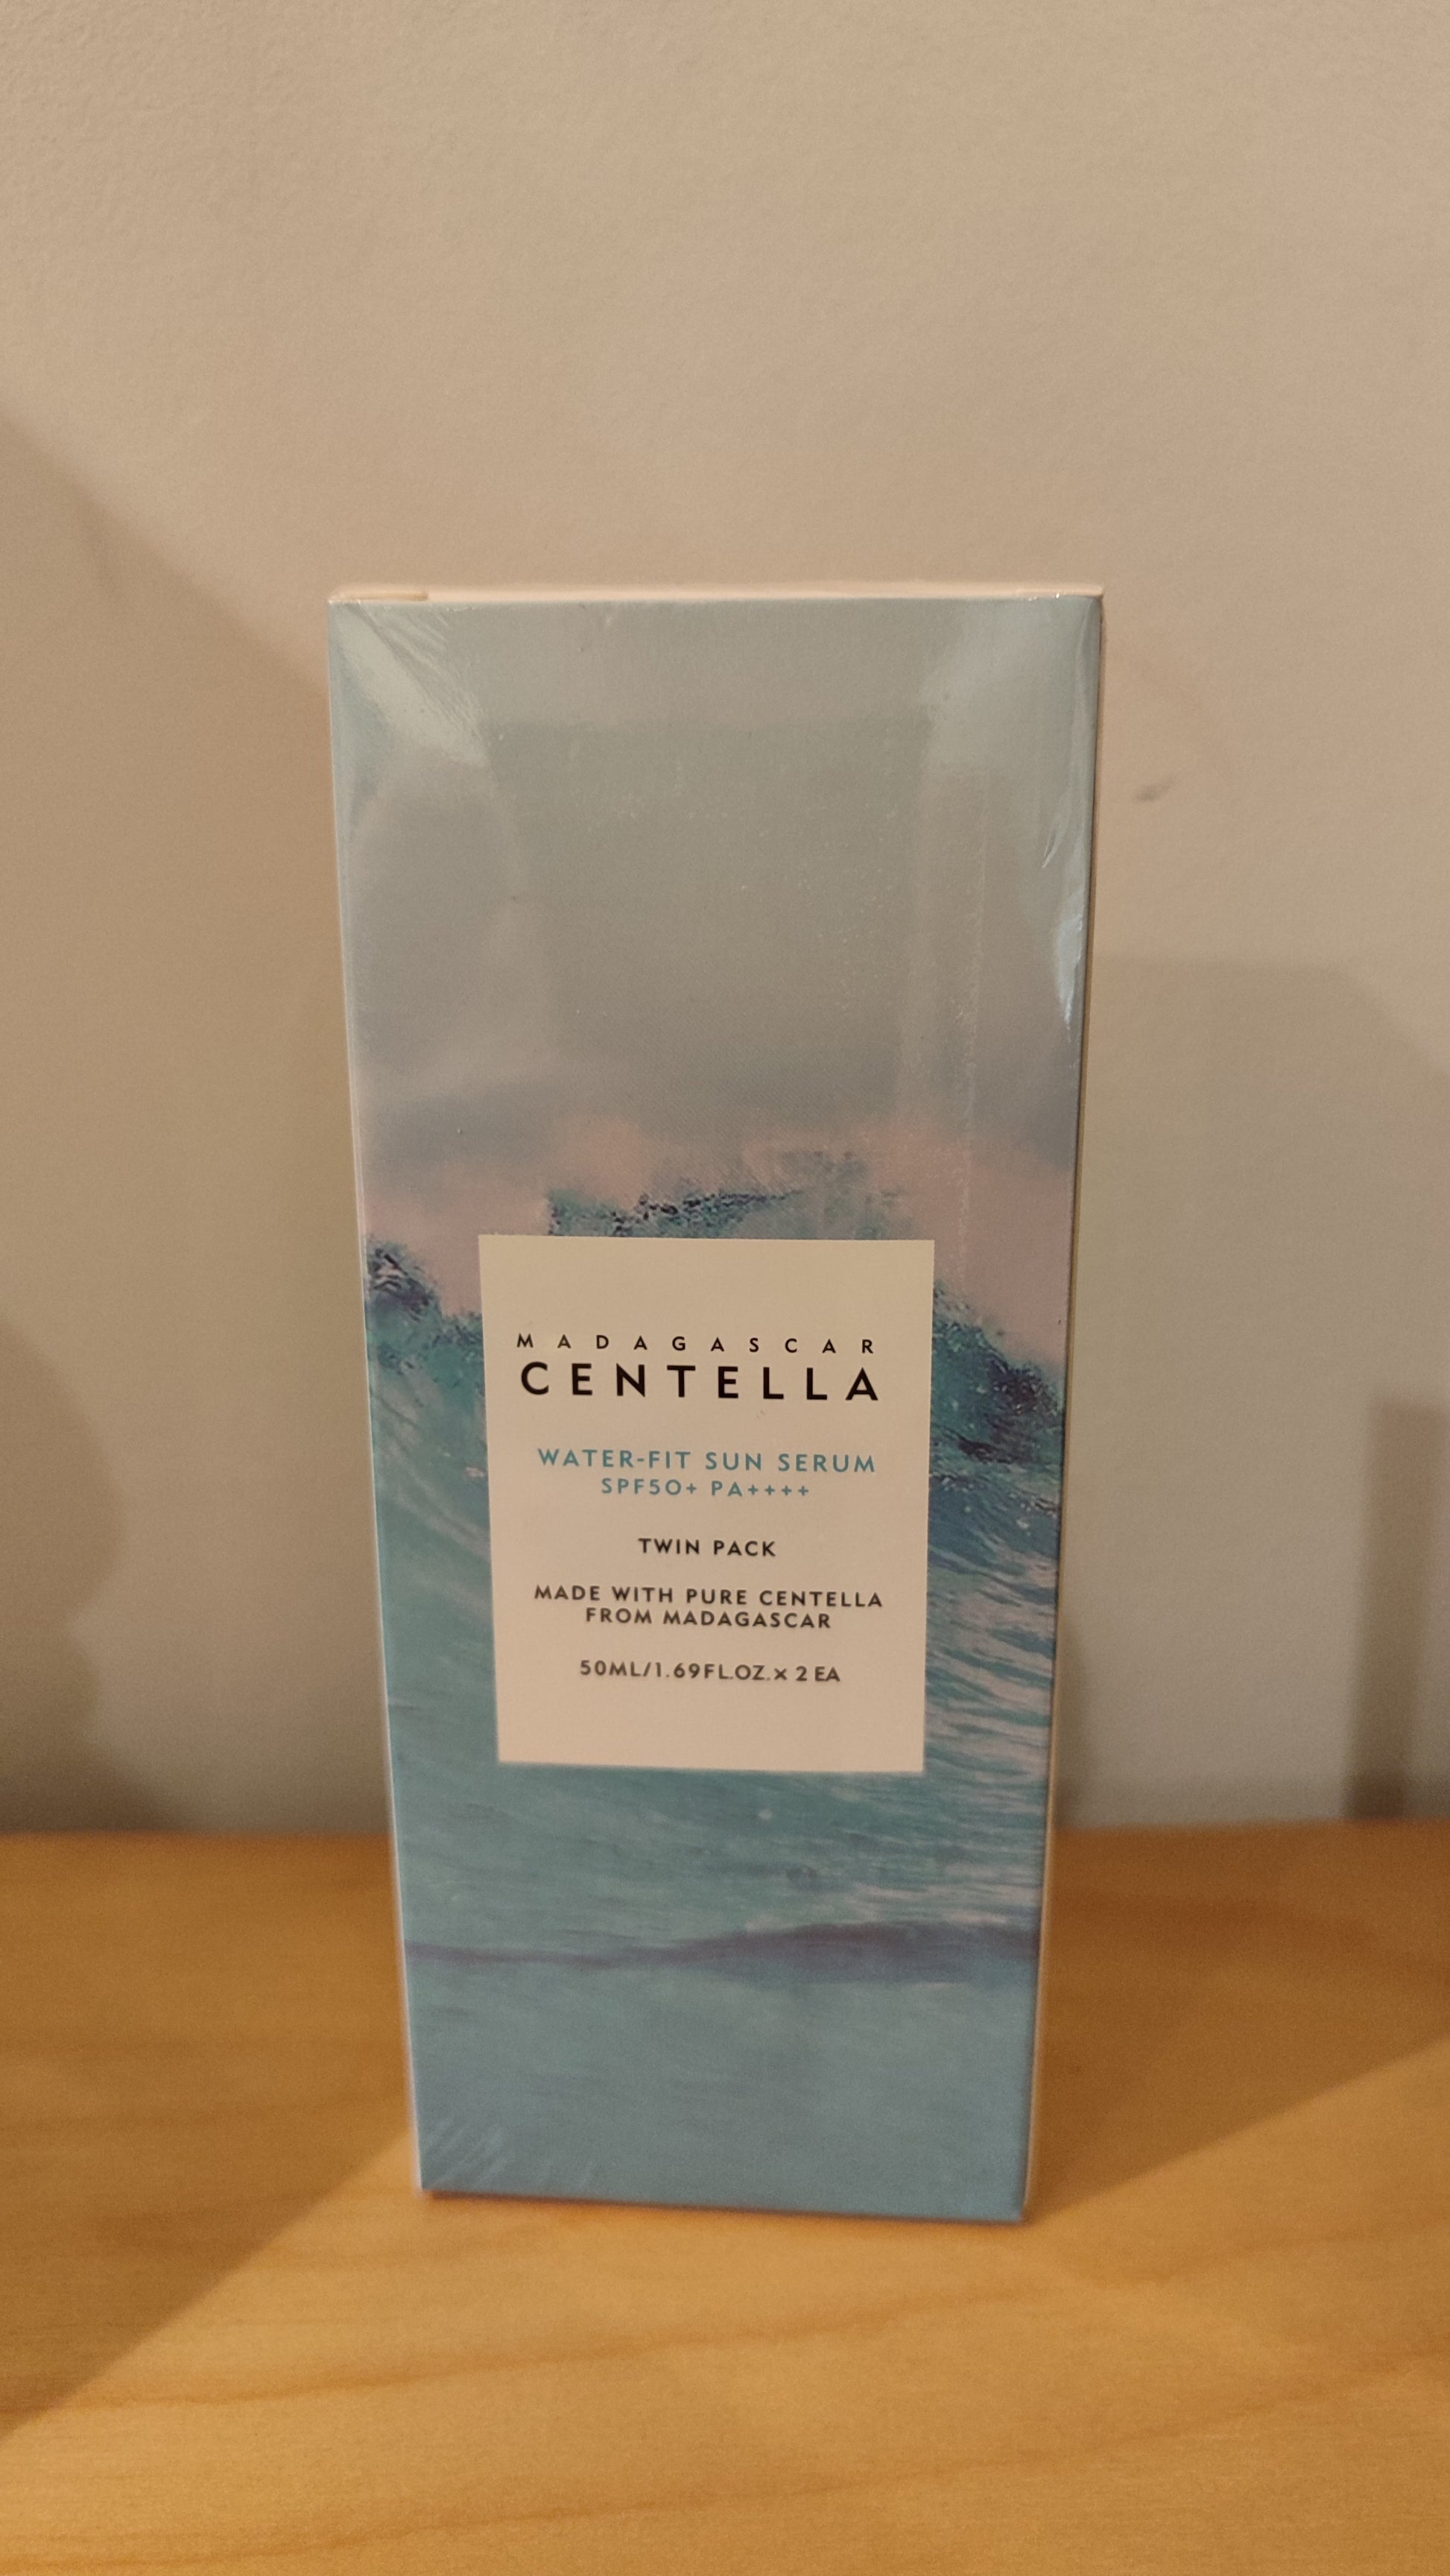 MADAGASCAR
CENTELLA
WATER-FIT SUN SERUM
SPF50+ PA++++
TWIN PACK
MADE WITH PURE CENTELLA
FROM MADAGASCAR
50ML/1.69FL.OZ.x 2 EA